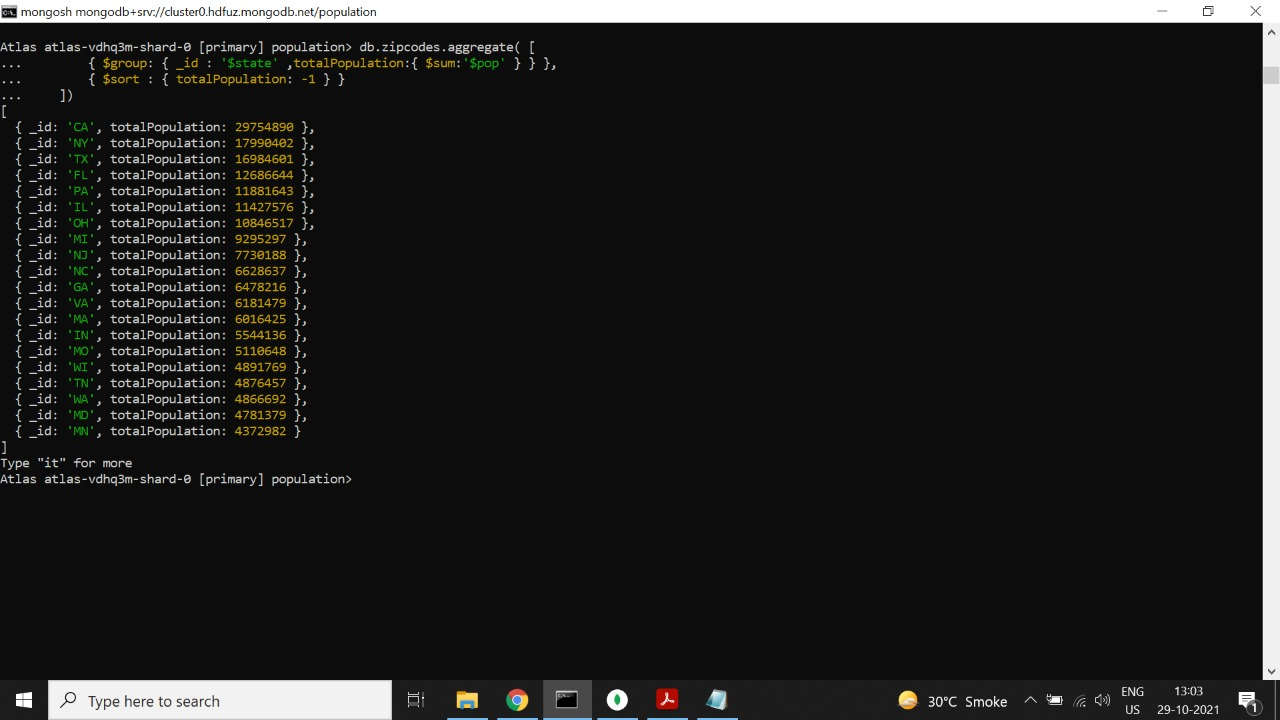 mongosh mongodb+srv://cluster0.hdfuz.mongodb.net/population
Atlas atlas-vdhq3m-shard-0 [primary] population> db.zipcodes.aggregate( [
...         { $group: { _id : '$state' ,totalPopulation:{ $sum:'$pop' } } },
...         { $sort : { totalPopulation: -1 } }
...     ])
[
  { _id: 'CA', totalPopulation: 29754890 },
  { _id: 'NY', totalPopulation: 17990402 },
  { _id: 'TX', totalPopulation: 16984601 },
  { _id: 'FL', totalPopulation: 12686644 },
  { _id: 'PA', totalPopulation: 11881643 },
  { _id: 'IL', totalPopulation: 11427576 },
  { _id: 'OH', totalPopulation: 10846517 },
  { _id: 'MI', totalPopulation: 9295297 },
  { _id: 'NJ', totalPopulation: 7730188 },
  { _id: 'NC', totalPopulation: 6628637 },
  { _id: 'GA', totalPopulation: 6478216 },
  { _id: 'VA', totalPopulation: 6181479 },
  { _id: 'MA', totalPopulation: 6016425 },
  { _id: 'IN', totalPopulation: 5544136 },
  { _id: 'MO', totalPopulation: 5110648 },
  { _id: 'WI', totalPopulation: 4891769 },
  { _id: 'TN', totalPopulation: 4876457 },
  { _id: 'WA', totalPopulation: 4866692 },
  { _id: 'MD', totalPopulation: 4781379 },
  { _id: 'MN', totalPopulation: 4372982 }
]
Type "it" for more
Atlas atlas-vdhq3m-shard-0 [primary] population>
Type here to search
30°C Smoke
ENG
US
13:03
29-10-2021
1